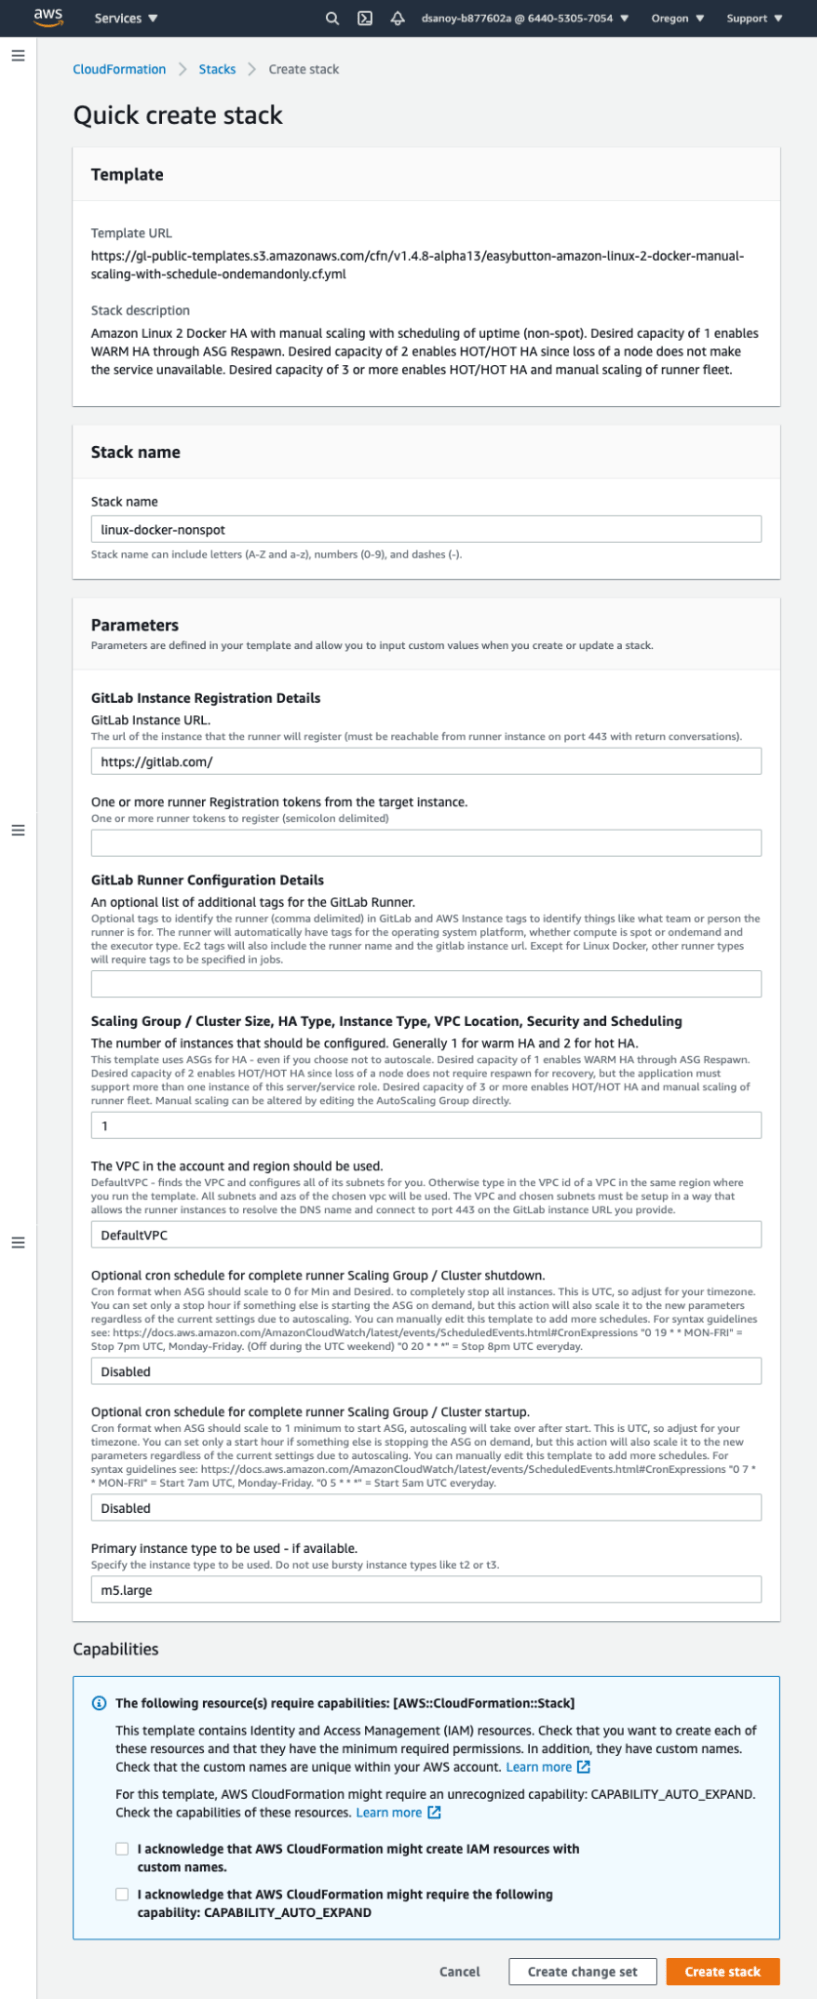 aws Services ▼ dsanoy-b877602a @ 6440-5305-7054 ▼ Oregon ▼ Support ▼
CloudFormation > Stacks > Create stack
Quick create stack
Template
Template URL
https://gl-public-templates.s3.amazonaws.com/cfn/v1.4.8-alpha13/easybutton-amazon-linux-2-docker-manual-
scaling-with-schedule-ondemandonly.cf.yml
Stack description
Amazon Linux 2 Docker HA with manual scaling with scheduling of uptime (non-spot). Desired capacity of 1 enables
WARM HA through ASG Respawn. Desired capacity of 2 enables HOT/HOT HA since loss of a node does not make
the service unavailable. Desired capacity of 3 or more enables HOT/HOT HA and manual scaling of runner fleet.
Stack name
Stack name
linux-docker-nonspot
Stack name can include letters (A-Z and a-z), numbers (0-9), and dashes (-).
Parameters
Parameters are defined in your template and allow you to input custom values when you create or update a stack.
GitLab Instance Registration Details
GitLab Instance URL.
The url of the instance that the runner will register (must be reachable from runner instance on port 443 with return conversations).
https://gitlab.com/
One or more runner Registration tokens from the target instance.
One or more runner tokens to register (semicolon delimited)
GitLab Runner Configuration Details
An optional list of additional tags for the GitLab Runner.
Optional tags to identify the runner (comma delimited) in GitLab and AWS Instance tags to identify things like what team or person the
runner is for. The runner will automatically have tags for the operating system platform, whether compute is spot or ondemand and
the executor type. Ec2 tags will also include the runner name and the gitlab instance url. Except for Linux Docker, other runner types
will require tags to be specified in jobs.
Scaling Group / Cluster Size, HA Type, Instance Type, VPC Location, Security and Scheduling
The number of instances that should be configured. Generally 1 for warm HA and 2 for hot HA.
This template uses ASGs for HA - even if you choose not to autoscale. Desired capacity of 1 enables WARM HA through ASG Respawn.
Desired capacity of 2 enables HOT/HOT HA since loss of a node does not require respawn for recovery, but the application must
support more than one instance of this server/service role. Desired capacity of 3 or more enables HOT/HOT HA and manual scaling of
runner fleet. Manual scaling can be altered by editing the AutoScaling Group directly.
1
The VPC in the account and region should be used.
DefaultVPC - finds the VPC and configures all of its subnets for you. Otherwise type in the VPC id of a VPC in the same region where
you run the template. All subnets and azs of the chosen vpc will be used. The VPC and chosen subnets must be setup in a way that
allows the runner instances to resolve the DNS name and connect to port 443 on the GitLab instance URL you provide.
DefaultVPC
Optional cron schedule for complete runner Scaling Group / Cluster shutdown.
Cron format when ASG should scale to 0 for Min and Desired. to completely stop all instances. This is UTC, so adjust for your timezone.
You can set only a stop hour if something else is starting the ASG on demand, but this action will also scale it to the new parameters
regardless of the current settings due to autoscaling. You can manually edit this template to add more schedules. For syntax guidelines
see: https://docs.aws.amazon.com/AmazonCloudWatch/latest/events/ScheduledEvents.html#CronExpressions "0 19 * * MON-FRI" =
Stop 7pm UTC, Monday-Friday. (Off during the UTC weekend) "0 20 * * *" = Stop 8pm UTC everyday.
Disabled
Optional cron schedule for complete runner Scaling Group / Cluster startup.
Cron format when ASG should scale to 1 minimum to start ASG, autoscaling will take over after start. This is UTC, so adjust for your
timezone. You can set only a start hour if something else is stopping the ASG on demand, but this action will also scale it to the new
parameters regardless of the current settings due to autoscaling. You can manually edit this template to add more schedules. For
syntax guidelines see: https://docs.aws.amazon.com/AmazonCloudWatch/latest/events/ScheduledEvents.html#CronExpressions "0 7 *
* MON-FRI" = Start 7am UTC, Monday-Friday. "0 5 * * *" = Start 5am UTC everyday.
Disabled
Primary instance type to be used - if available.
Specify the instance type to be used. Do not use bursty instance types like t2 or t3.
m5.large
Capabilities
The following resource(s) require capabilities: [AWS::CloudFormation::Stack]
This template contains Identity and Access Management (IAM) resources. Check that you want to create each of
these resources and that they have the minimum required permissions. In addition, they have custom names.
Check that the custom names are unique within your AWS account. Learn more
For this template, AWS CloudFormation might require an unrecognized capability: CAPABILITY_AUTO_EXPAND.
Check the capabilities of these resources. Learn more
I acknowledge that AWS CloudFormation might create IAM resources with
custom names.
I acknowledge that AWS CloudFormation might require the following
capability: CAPABILITY_AUTO_EXPAND
Cancel Create change set Create stack